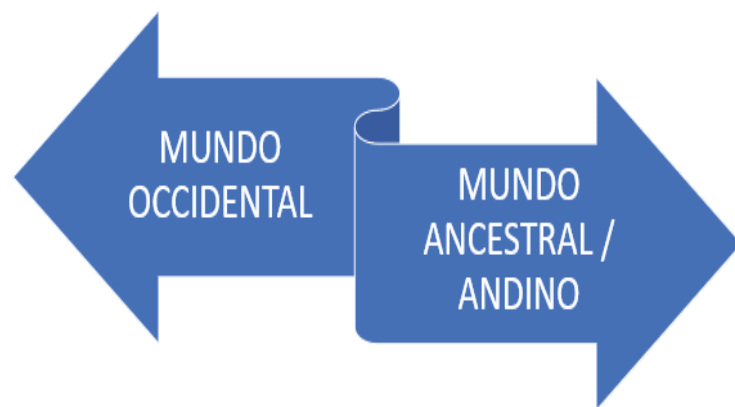 MUNDO
OCCIDENTAL
MUNDO
ANCESTRAL /
ANDINO